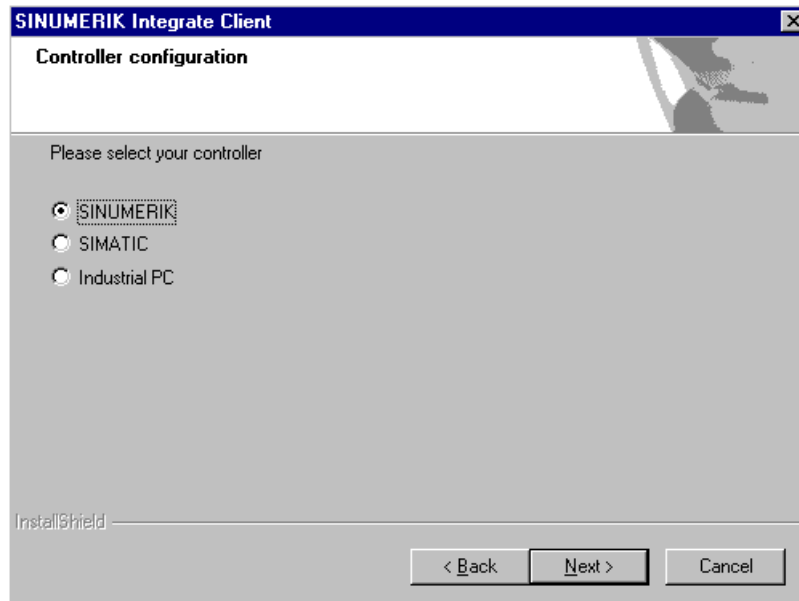 SINUMERIK Integrate Client
Controller configuration
Please select your controller
SINUMERIK
SIMATIC
Industrial PC
InstallShield
< Back Next > Cancel